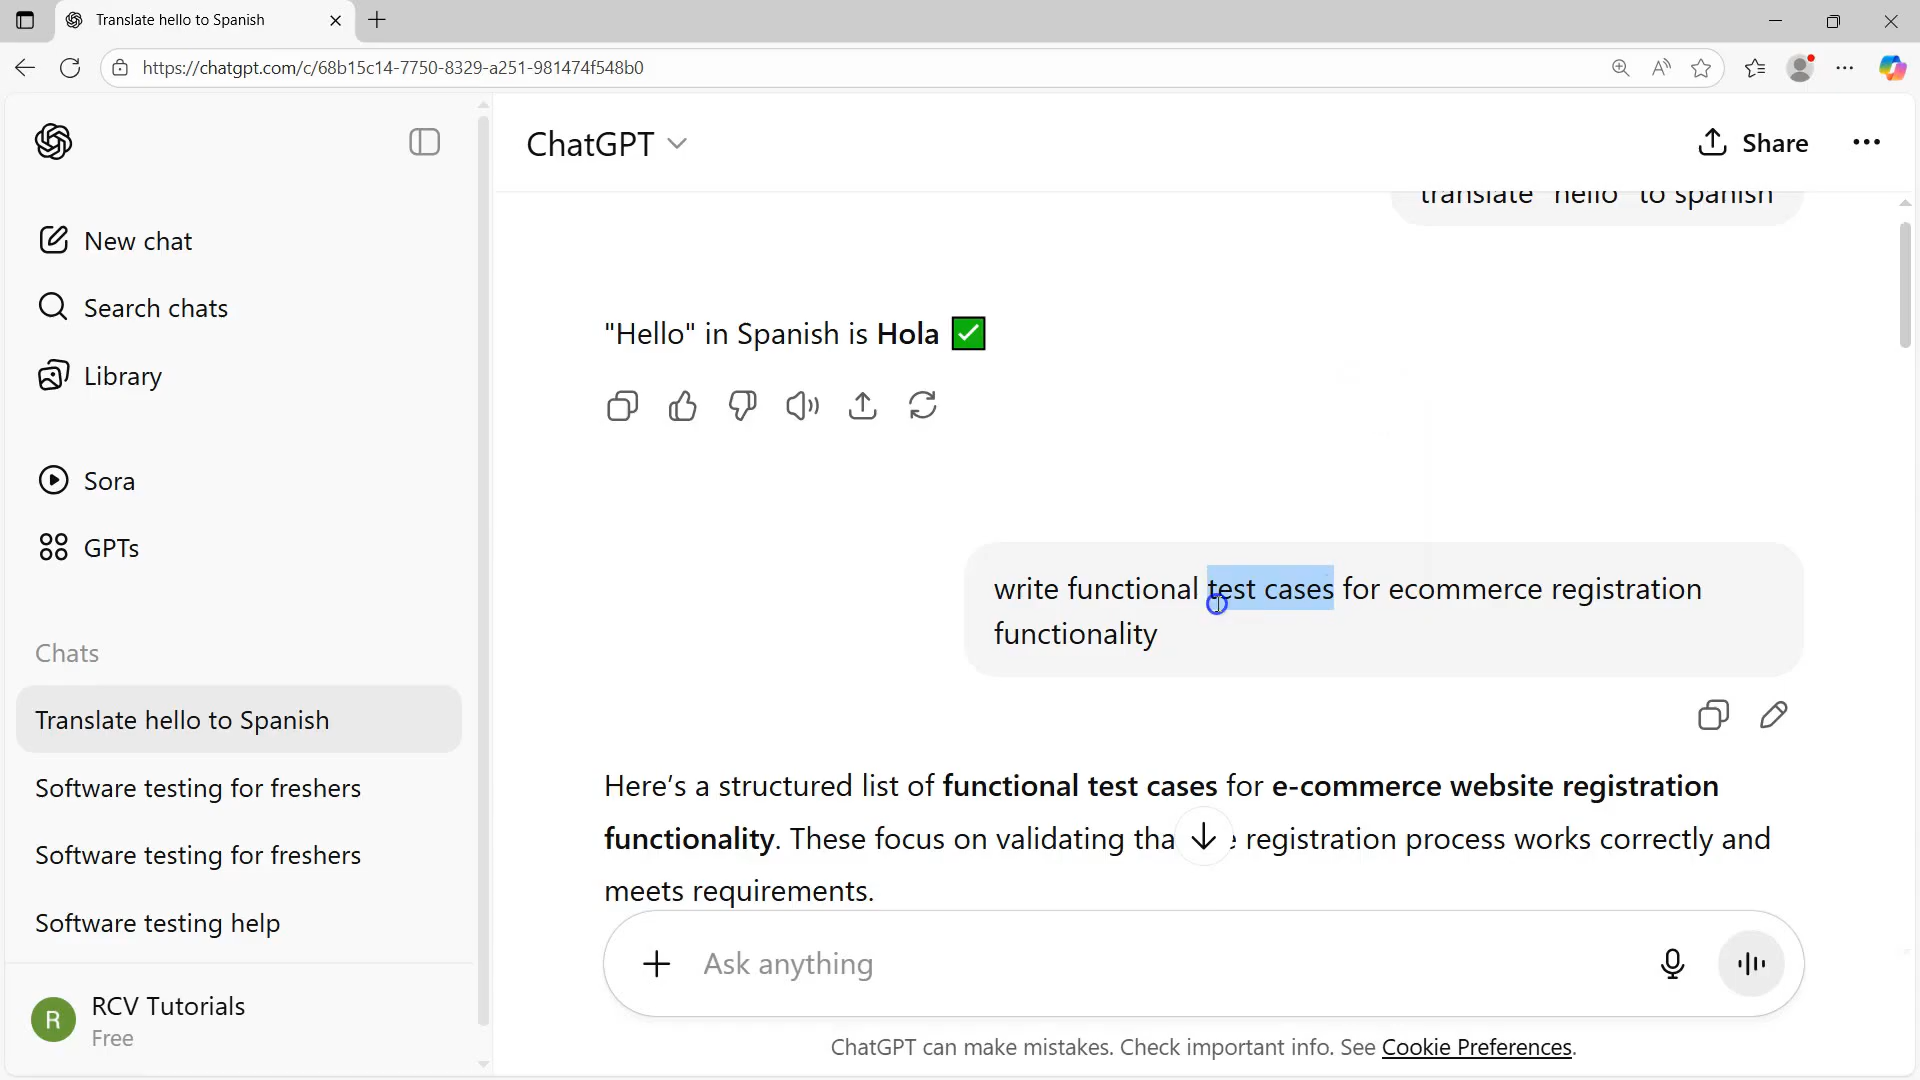 Translate hello to Spanish
https://chatgpt.com/c/68b15c14-7750-8329-a251-981474f548b0
ChatGPT
Share
New chat
Search chats
Library
Sora
GPTs
Chats
Translate hello to Spanish
Software testing for freshers
Software testing for freshers
Software testing help
R
RCV Tutorials
Free
translate "hello" to spanish
"Hello" in Spanish is Hola ✅
write functional test cases for ecommerce registration
functionality
Here's a structured list of functional test cases for e-commerce website registration
functionality. These focus on validating registration process works correctly and
meets requirements.
Ask anything
ChatGPT can make mistakes. Check important info. See Cookie Preferences.